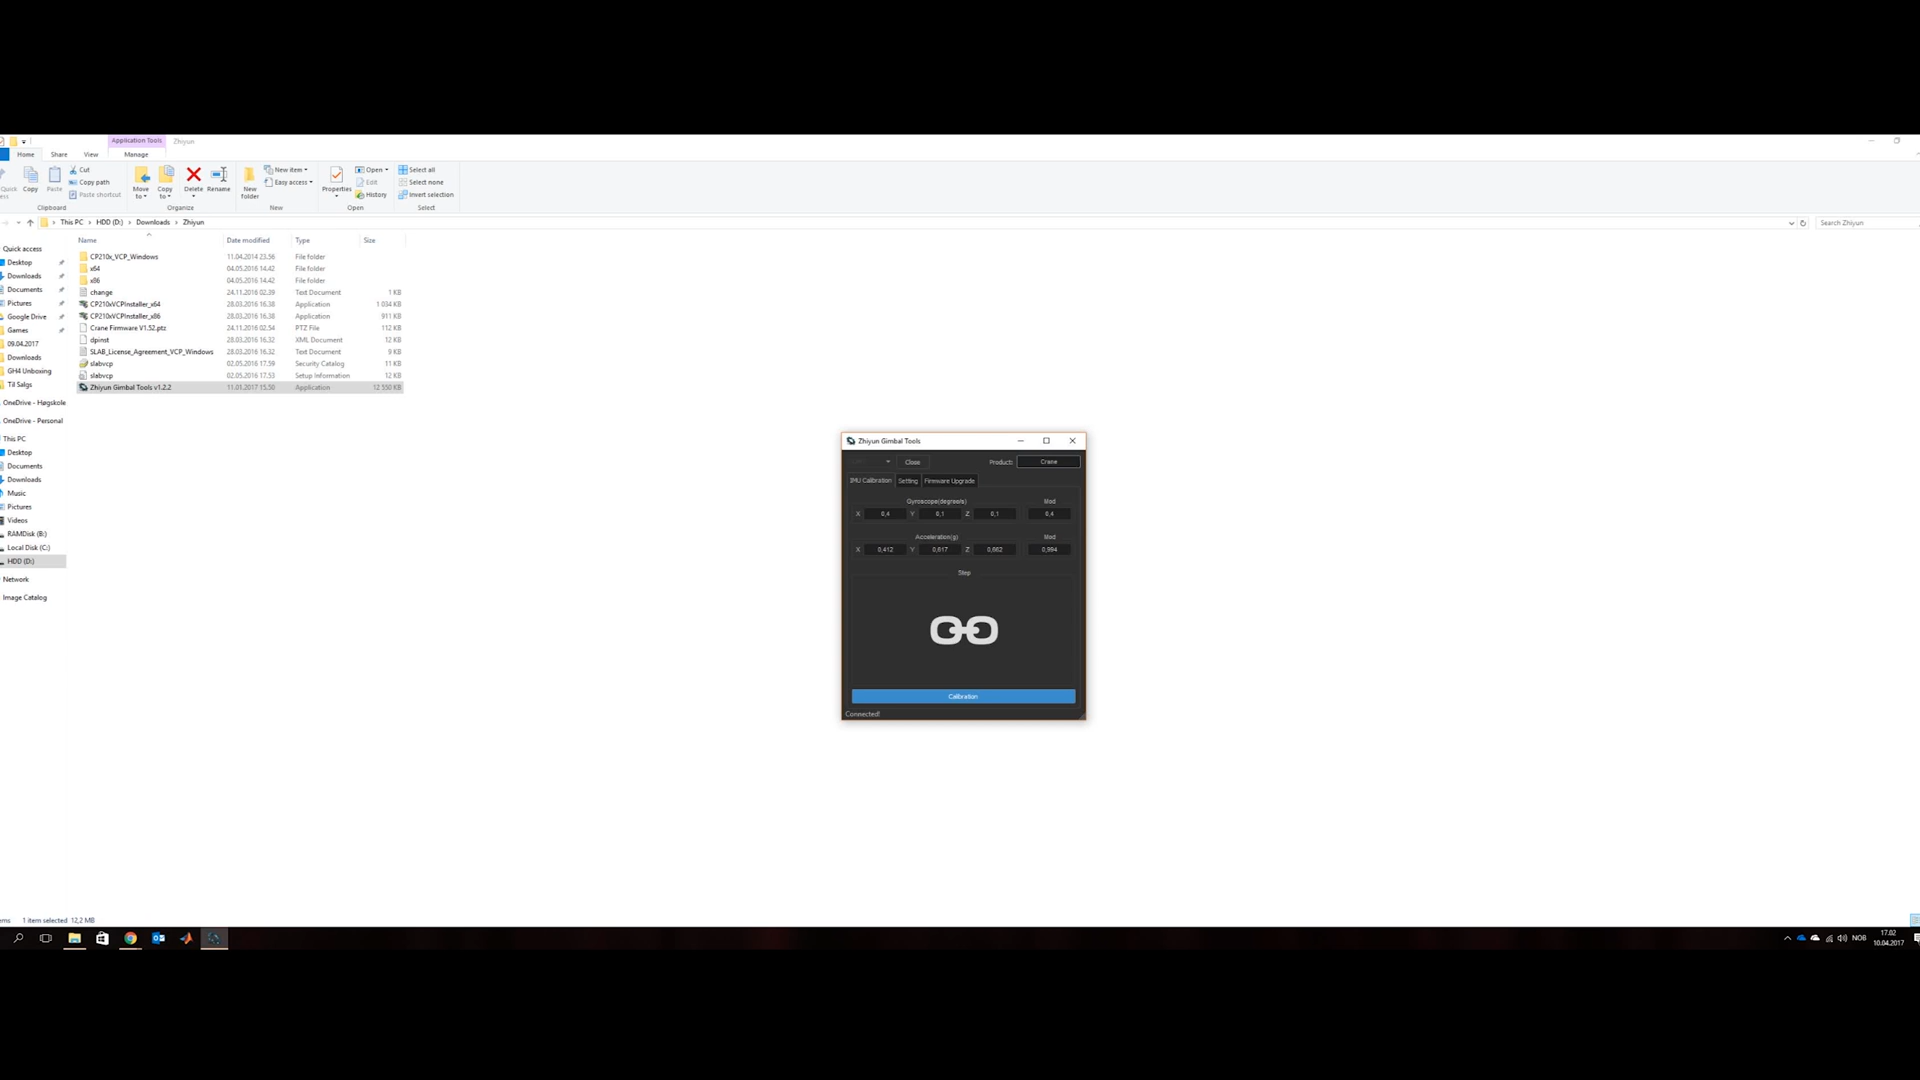 Application Tools Zhiyun
Home Share View Manage
Copy Paste Cut Copy path Paste shortcut Move to Copy to Delete Rename New folder New item Easy access Properties Open Edit History Select all Select none Invert selection
Clipboard Organize New Open Select
This PC HDD (D:) Downloads Zhiyun Search Zhiyun
Name Date modified Type Size
CP210x_VCP_Windows 11.04.2014 23.56 File folder
x64 04.05.2016 14.42 File folder
x86 04.05.2016 14.42 File folder
change 24.11.2016 02.39 Text Document 1 KB
CP210xVCPInstaller_x64 28.03.2016 16.38 Application 1 034 KB
CP210xVCPInstaller_x86 28.03.2016 16.38 Application 911 KB
Crane Firmware V1.52.ptz 24.11.2016 02.54 PTZ File 112 KB
dpinst 28.03.2016 16.32 XML Document 12 KB
SLAB_License_Agreement_VCP_Windows 28.03.2016 16.32 Text Document 9 KB
slabvcp 02.05.2016 17.59 Security Catalog 11 KB
slabvcp 02.05.2016 17.53 Setup Information 12 KB
Zhiyun Gimbal Tools v1.2.2 11.01.2017 15.50 Application 12 550 KB
Quick access
Desktop
Downloads
Documents
Pictures
Google Drive
Games
09.04.2017
Downloads
GH4 Unboxing
Til Salgs
OneDrive - Høgskole
OneDrive - Personal
This PC
Desktop
Documents
Downloads
Music
Pictures
Videos
RAMDisk (B:)
Local Disk (C:)
HDD (D:)
Network
Image Catalog
Zhiyun Gimbal Tools
Close Product: Crane
IMU Calibration Setting Firmware Upgrade
Gyroscope(degree/s) Mod
X 0,4 Y 0,1 Z 0,1 0,4
Acceleration(g) Mod
X 0,412 Y 0,617 Z 0,662 0,994
Step
Calibration
Connected!
1 item selected 12,2 MB
NOB
17.02
10.04.2017